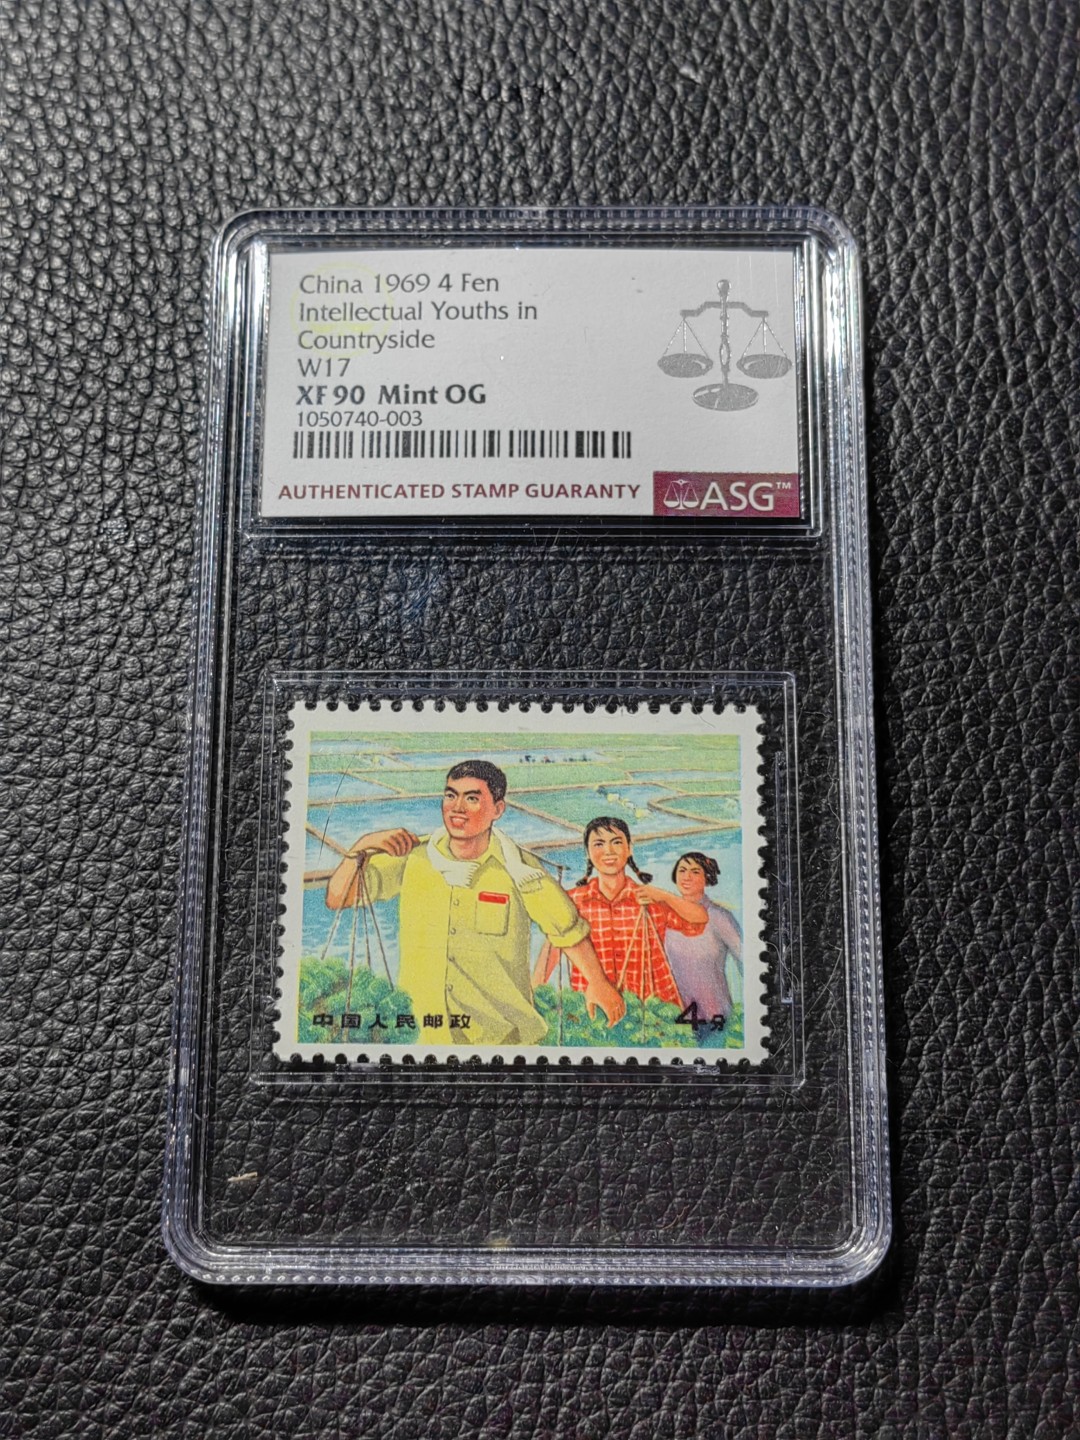 China 1969 4 Fen
Intellectual Youths in
Countryside
W17
XF 90 Mint OG
1050740-003
AUTHENTICATED STAMP GUARANTY
ASG™
中国人民邮政
4分